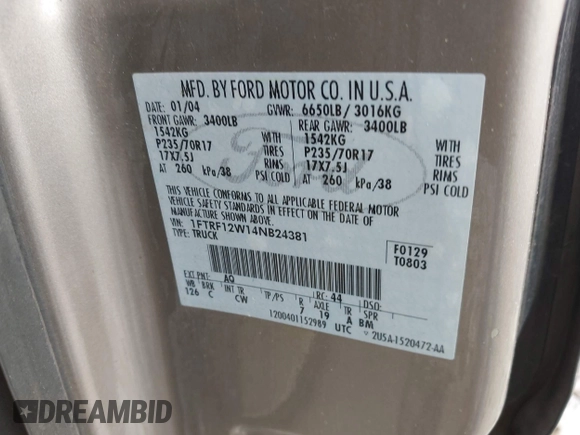 MFD. BY FORD MOTOR CO. IN U.S.A.
DATE: 01/04 GVWR: 6650LB/ 3016KG
FRONT GAWR: 3400LB REAR GAWR: 3400LB
1542KG WITH 1542KG WITH
P235/70R17 TIRES P235/70R17 TIRES
17X7.5J RIMS 17X7.5J RIMS
AT 260 kPa/38 PSI COLD AT 260 kPa/38 PSI COLD
THIS VEHICLE CONFORMS TO ALL APPLICABLE FEDERAL MOTOR
VEHICLE SAFETY STANDARDS IN EFFECT ON THE DATE OF
MANUFACTURE SHOWN ABOVE.
VIN: 1FTRF12W14NB24381
TYPE: TRUCK
F0129
T0803
EXT PNT: AQ RC: 44 DSO:
WB BRK INT TR TP/PS R AXLE TR SPR
126 C CW 7 19 A BM
1200401152989 UTC 2U5A-1520472-AA
Ford
DREAMBID